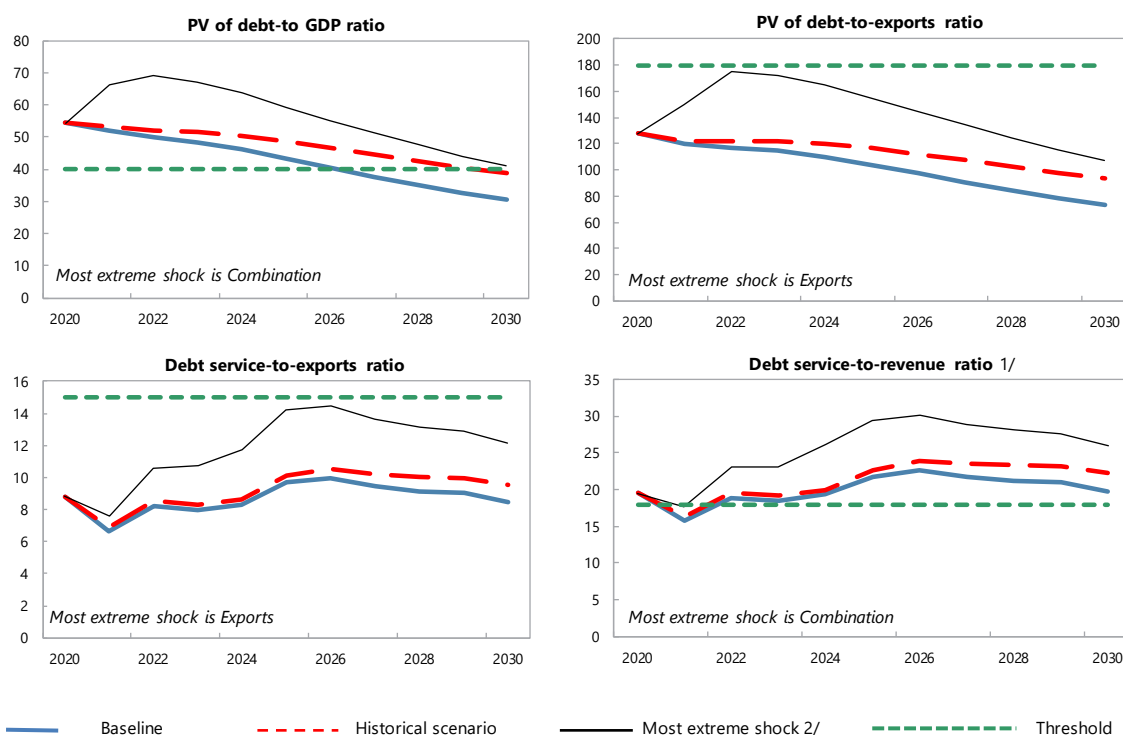 PV of debt-to GDP ratio
80
70
60
50
40
30
20
10
0
Most extreme shock is Combination
2020 2022 2024 2026 2028 2030
PV of debt-to-exports ratio
200
180
160
140
120
100
80
60
40
20
0
Most extreme shock is Exports
2020 2022 2024 2026 2028 2030
Debt service-to-exports ratio
16
14
12
10
8
6
4
2
0
Most extreme shock is Exports
2020 2022 2024 2026 2028 2030
Debt service-to-revenue ratio 1/
35
30
25
20
15
10
5
0
Most extreme shock is Combination
2020 2022 2024 2026 2028 2030
Baseline Historical scenario Most extreme shock 2/ Threshold